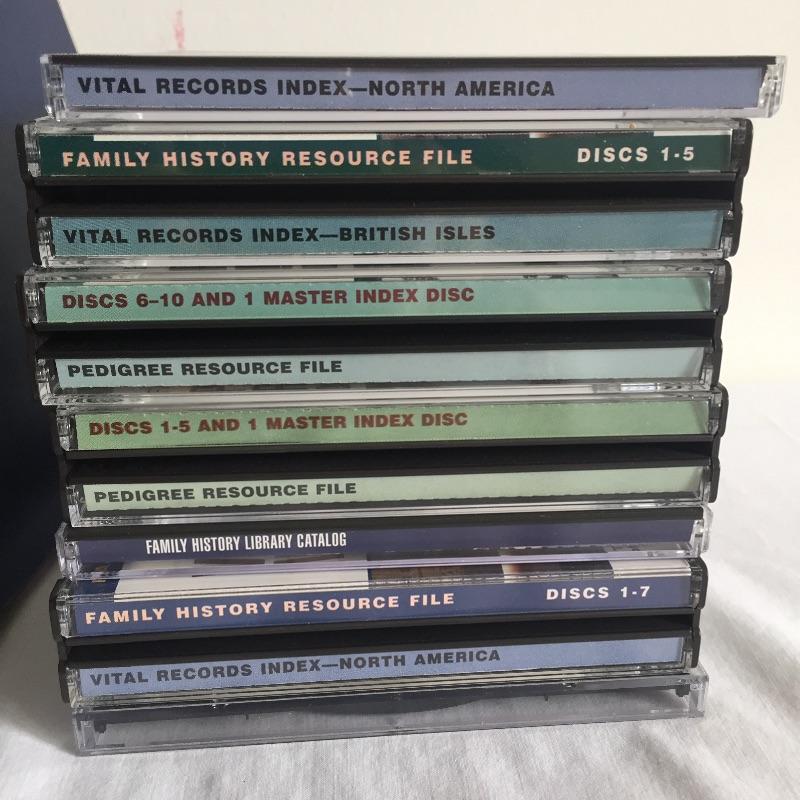 VITAL RECORDS INDEX—NORTH AMERICA
FAMILY HISTORY RESOURCE FILE DISCS 1-5
VITAL RECORDS INDEX—BRITISH ISLES
DISCS 6–10 AND 1 MASTER INDEX DISC
PEDIGREE RESOURCE FILE
DISCS 1-5 AND 1 MASTER INDEX DISC
PEDIGREE RESOURCE FILE
FAMILY HISTORY LIBRARY CATALOG
FAMILY HISTORY RESOURCE FILE DISCS 1-7
VITAL RECORDS INDEX—NORTH AMERICA